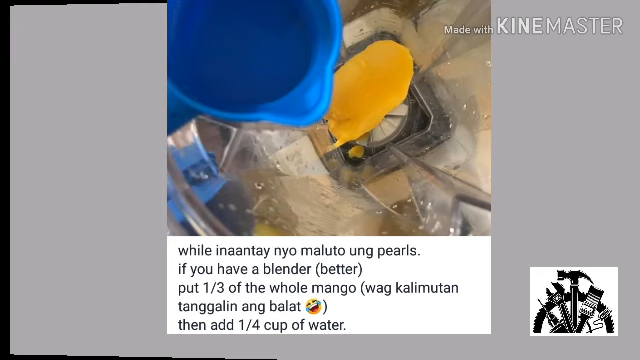 Made with KINEMASTER
while inaantay nyo maluto ung pearls.
if you have a blender (better)
put 1/3 of the whole mango (wag kalimutan
tanggalin ang balat 🤣)
then add 1/4 cup of water.